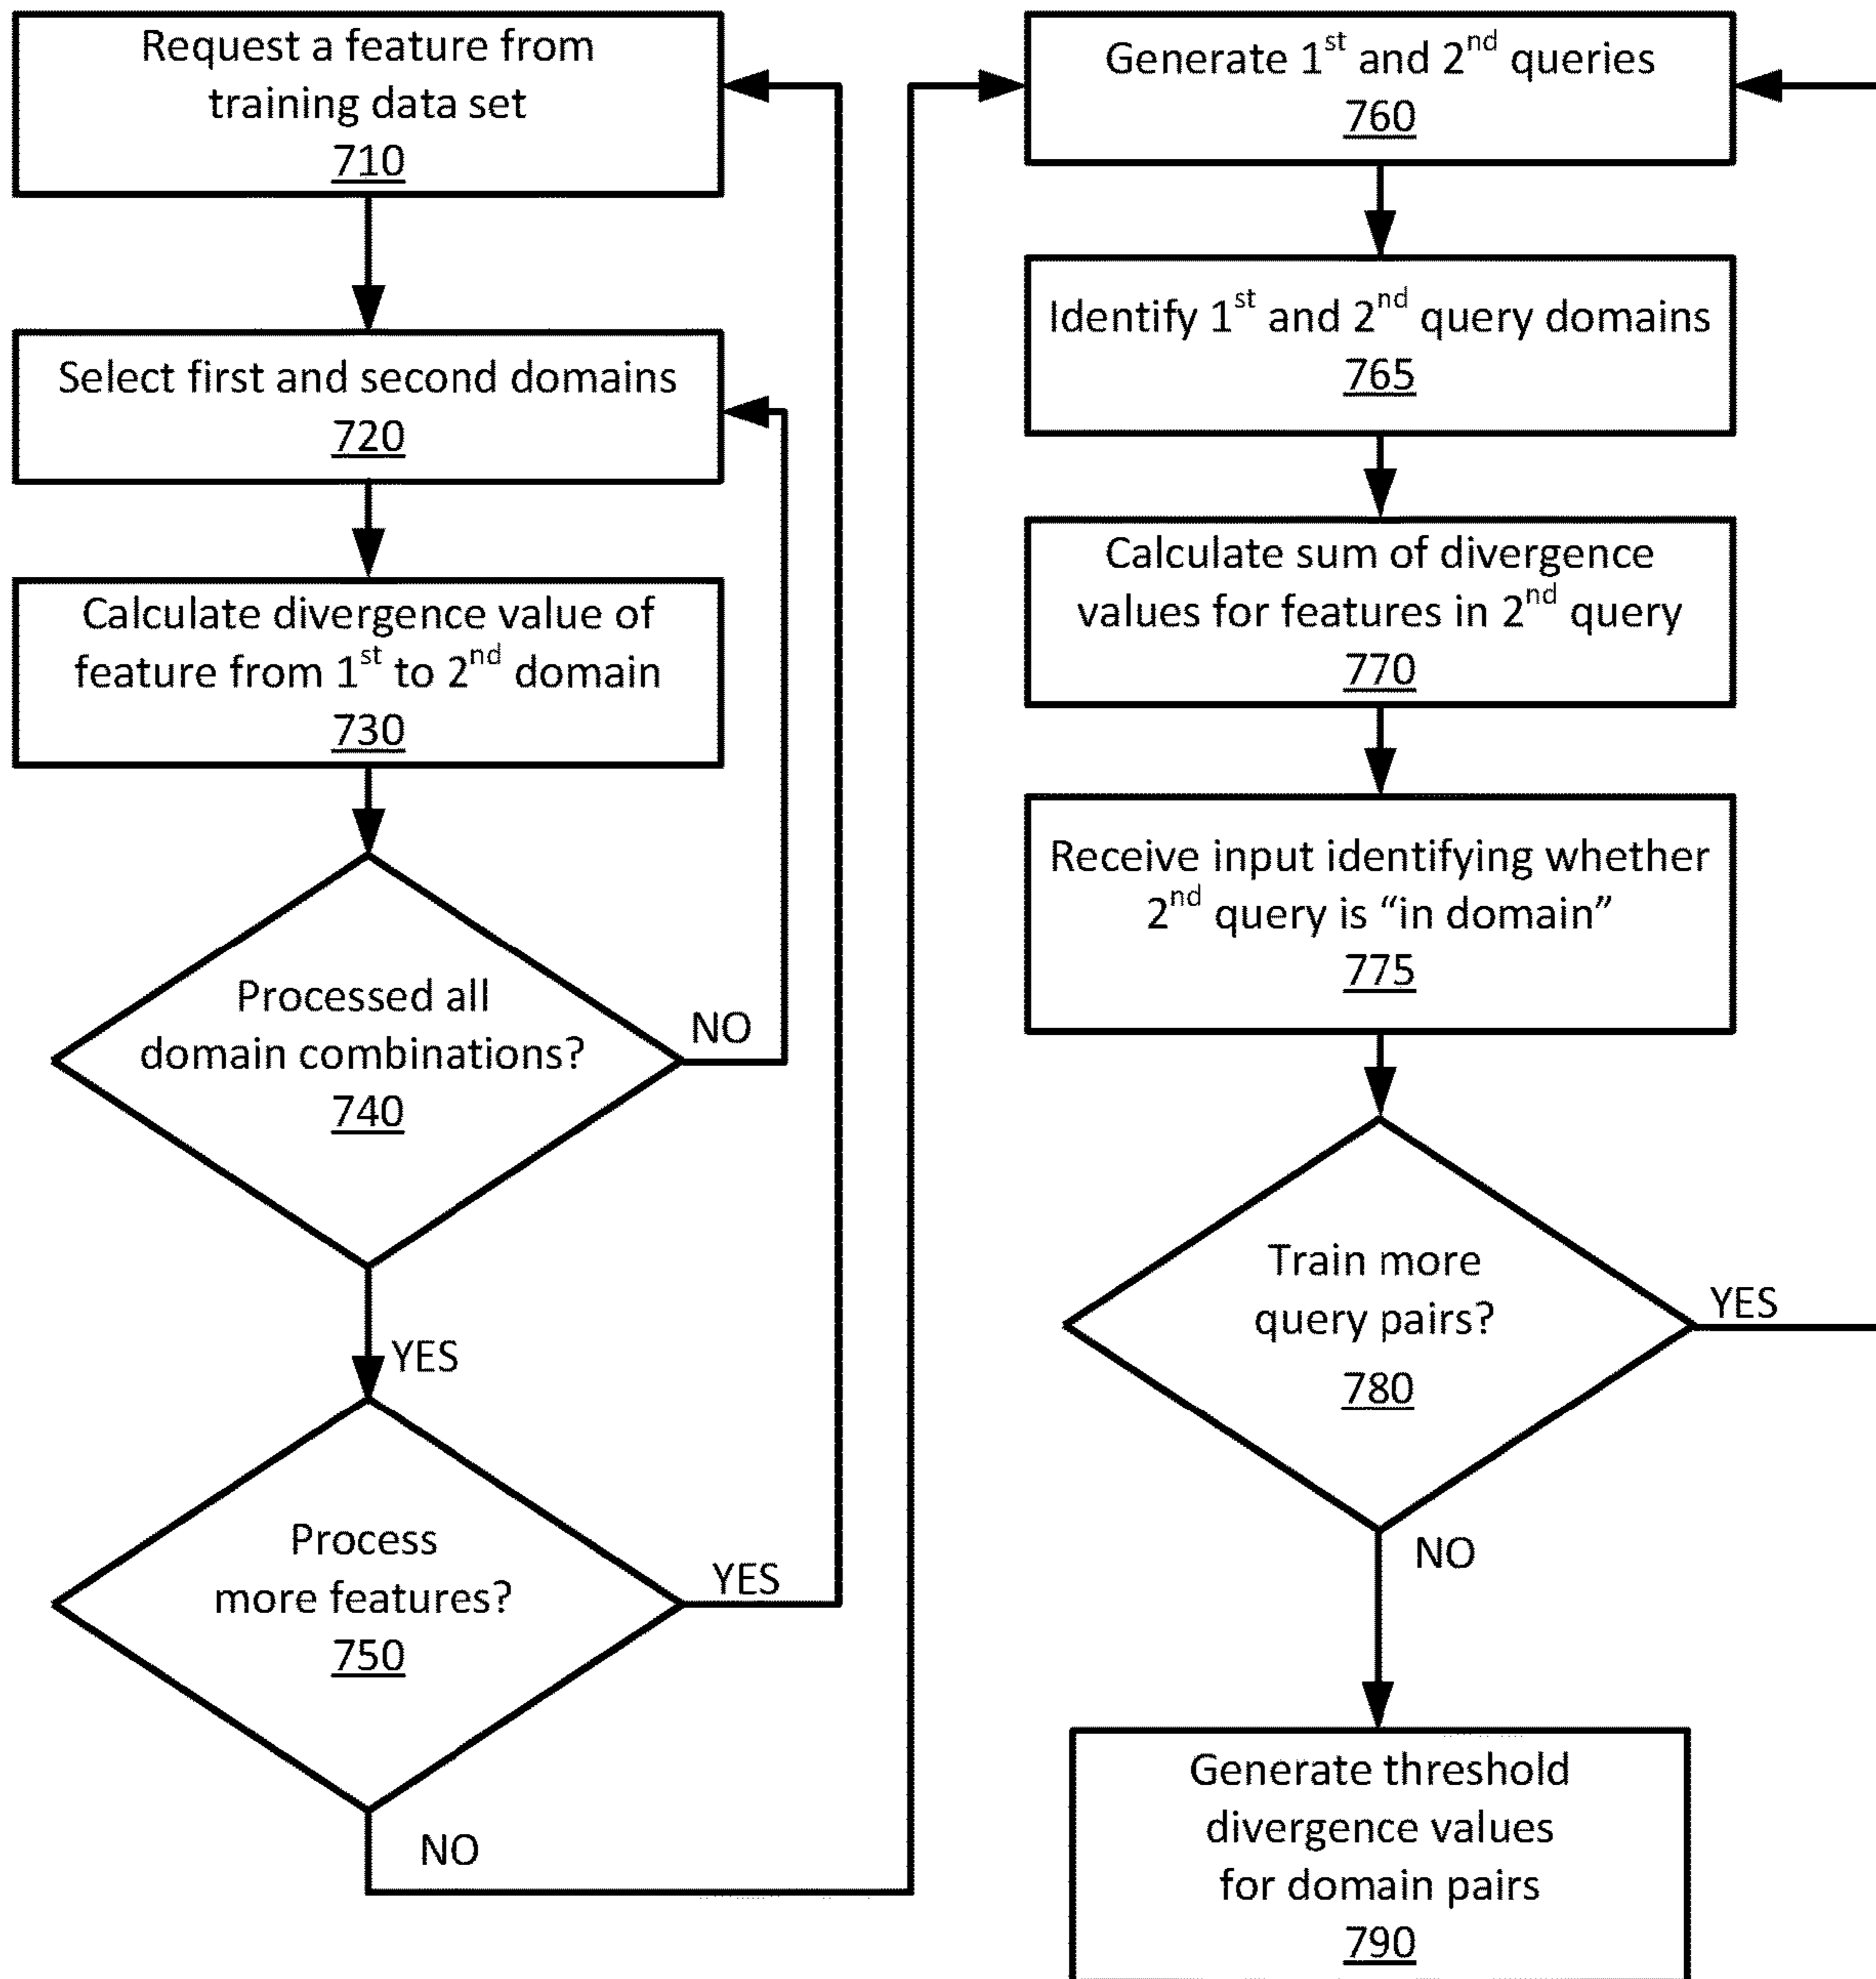 Request a feature from
training data set
710
Select first and second domains
720
Calculate divergence value of
feature from 1st to 2nd domain
730
Processed all
domain combinations?
740
NO
YES
Process
more features?
750
YES
NO
Generate 1st and 2nd queries
760
Identify 1st and 2nd query domains
765
Calculate sum of divergence
values for features in 2nd query
770
Receive input identifying whether
2nd query is “in domain”
775
Train more
query pairs?
780
YES
NO
Generate threshold
divergence values
for domain pairs
790